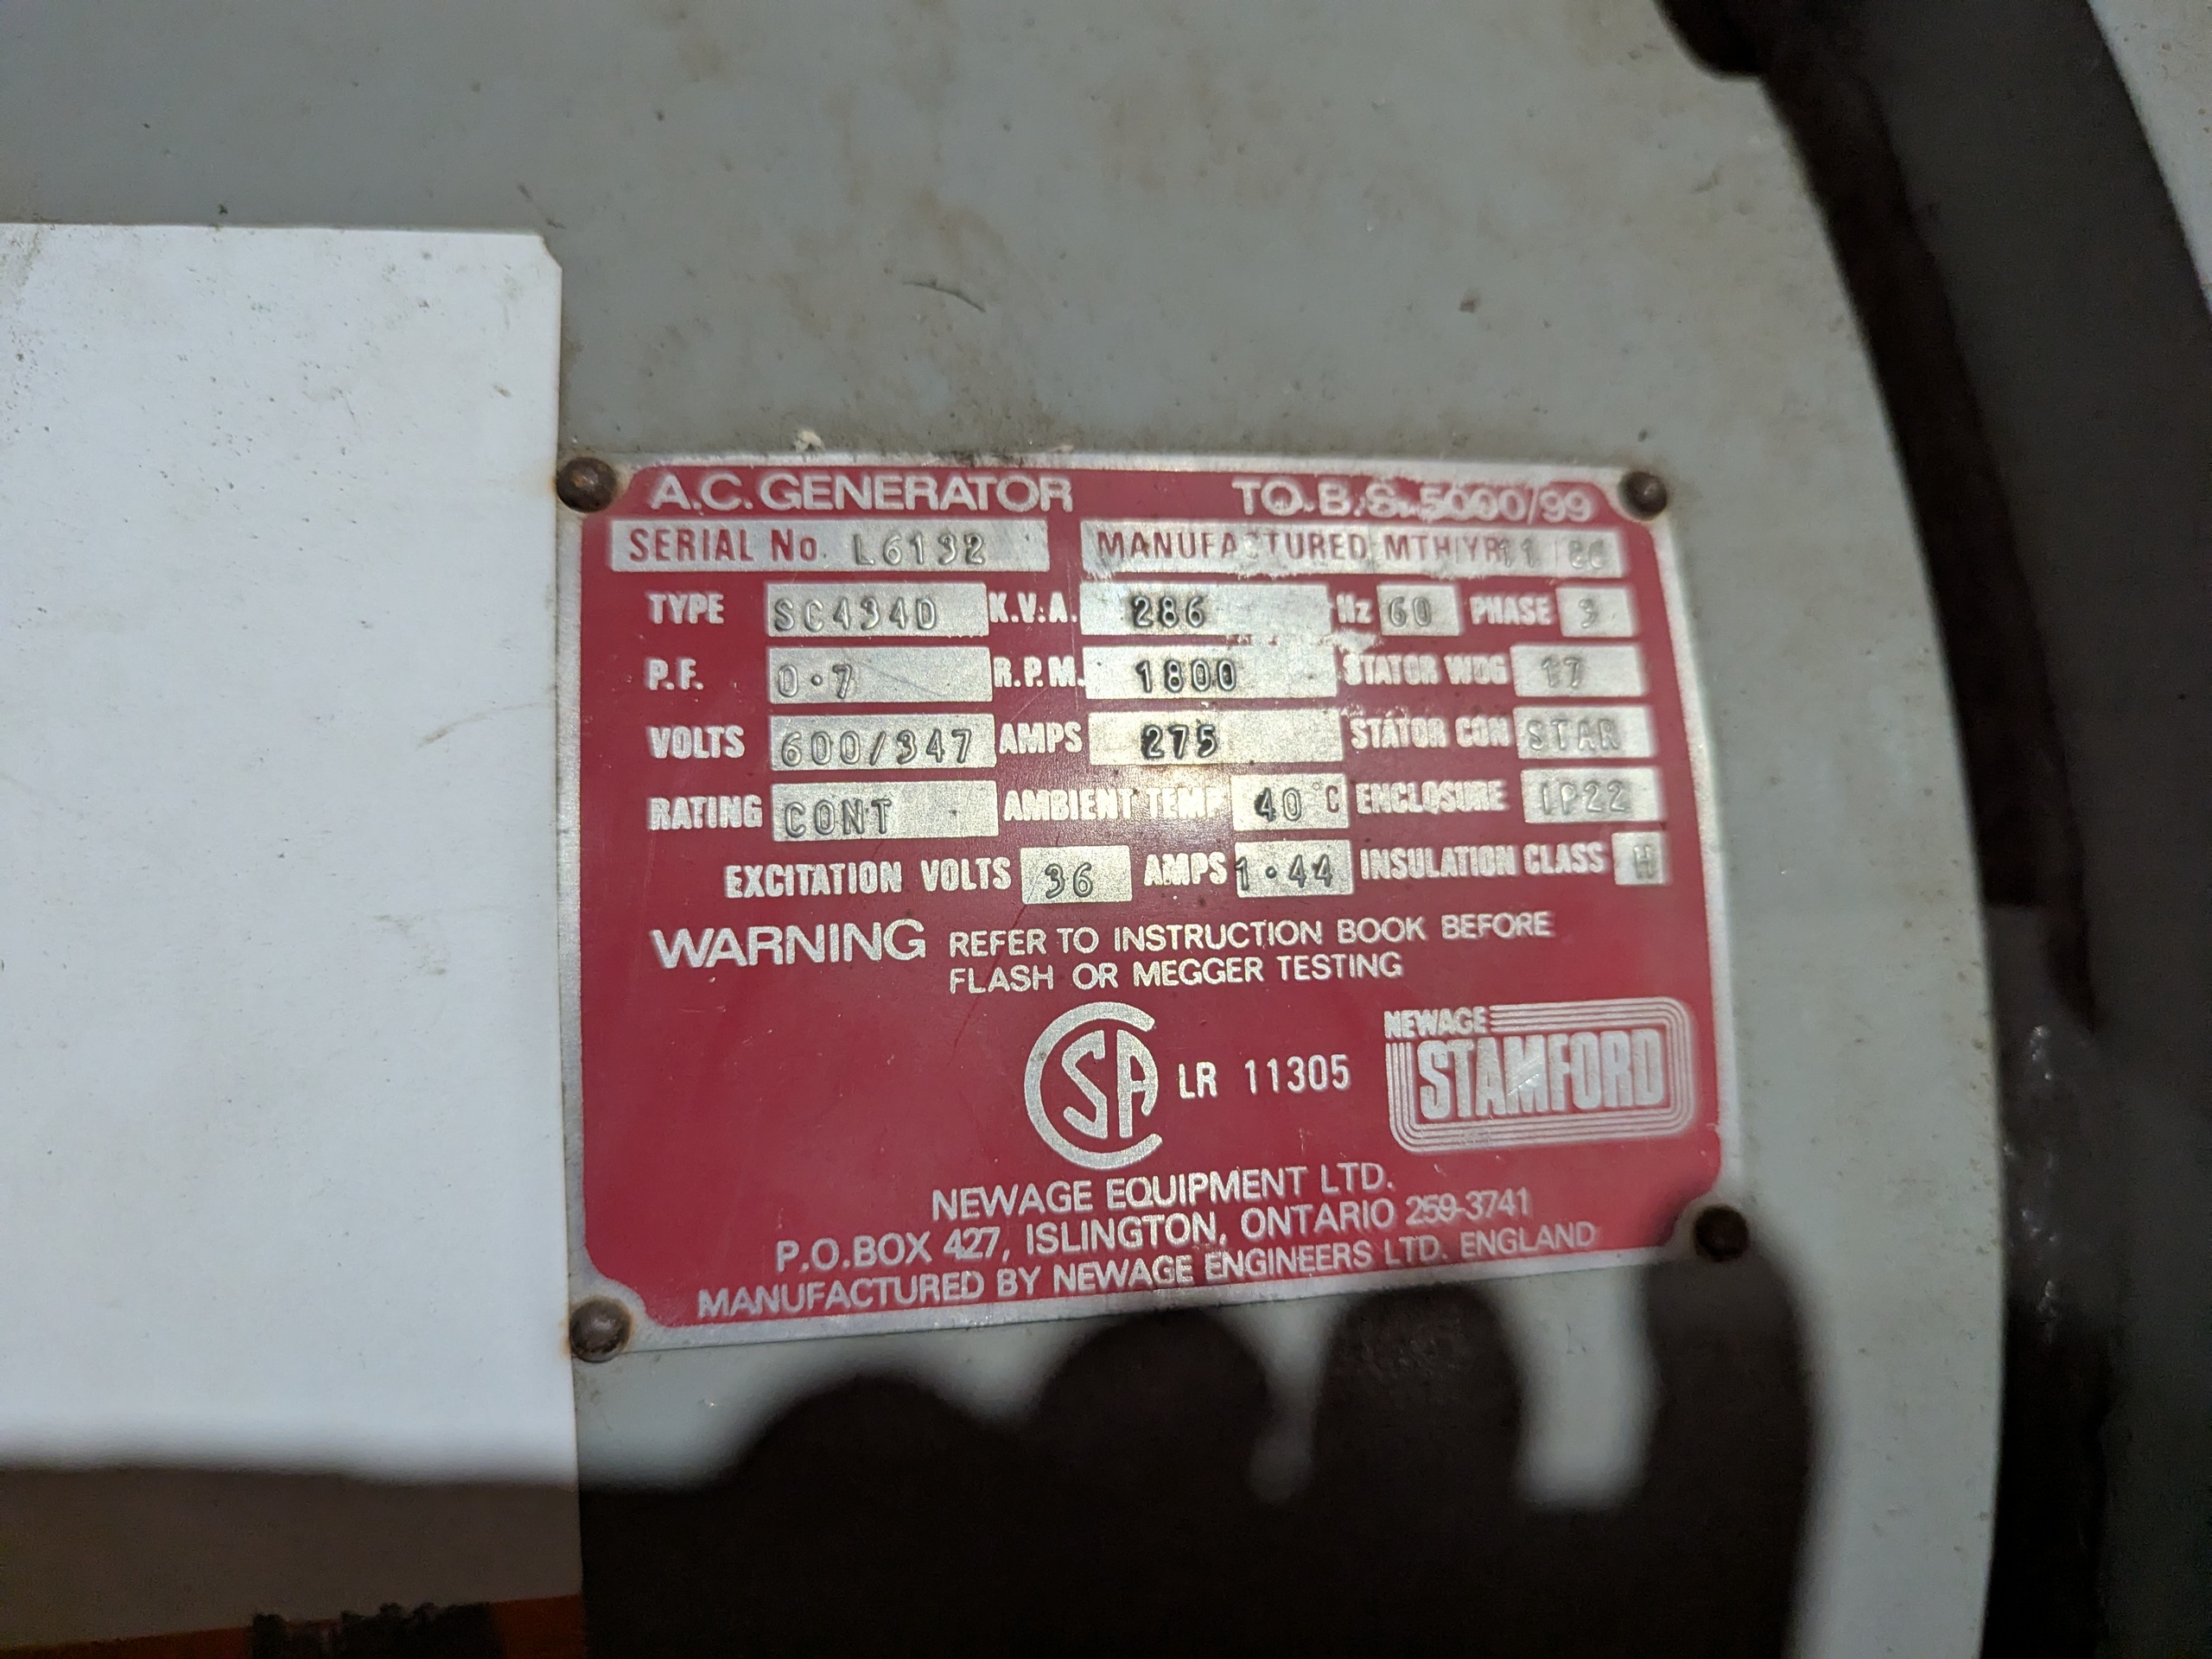 A.C. GENERATOR TO.B.S. 5000/99
SERIAL No. L6132 MANUFACTURED MTH YR 11
TYPE SC434D K.V.A. 286 Hz 60 PHASE 3
P.F. 0·7 R.P.M. 1800 STATOR WDG 17
VOLTS 600/347 AMPS 275 STATOR CON STAR
RATING CONT AMBIENT TEMP 40°C ENCLOSURE IP22
EXCITATION VOLTS 36 AMPS 1·44 INSULATION CLASS H
WARNING REFER TO INSTRUCTION BOOK BEFORE
FLASH OR MEGGER TESTING
CSA LR 11305 NEWAGE
STAMFORD
NEWAGE EQUIPMENT LTD.
P.O.BOX 427, ISLINGTON, ONTARIO 259-3741
MANUFACTURED BY NEWAGE ENGINEERS LTD. ENGLAND